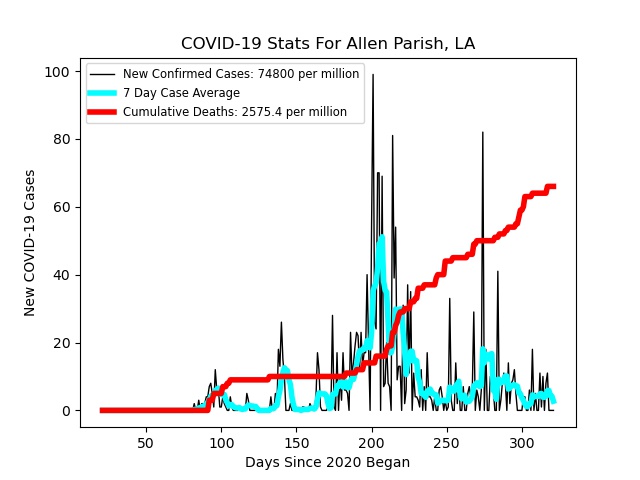 COVID-19 Stats For Allen Parish, LA
New Confirmed Cases: 74800 per million
7 Day Case Average
Cumulative Deaths: 2575.4 per million
New COVID-19 Cases
100
80
60
40
20
0
50 100 150 200 250 300
Days Since 2020 Began